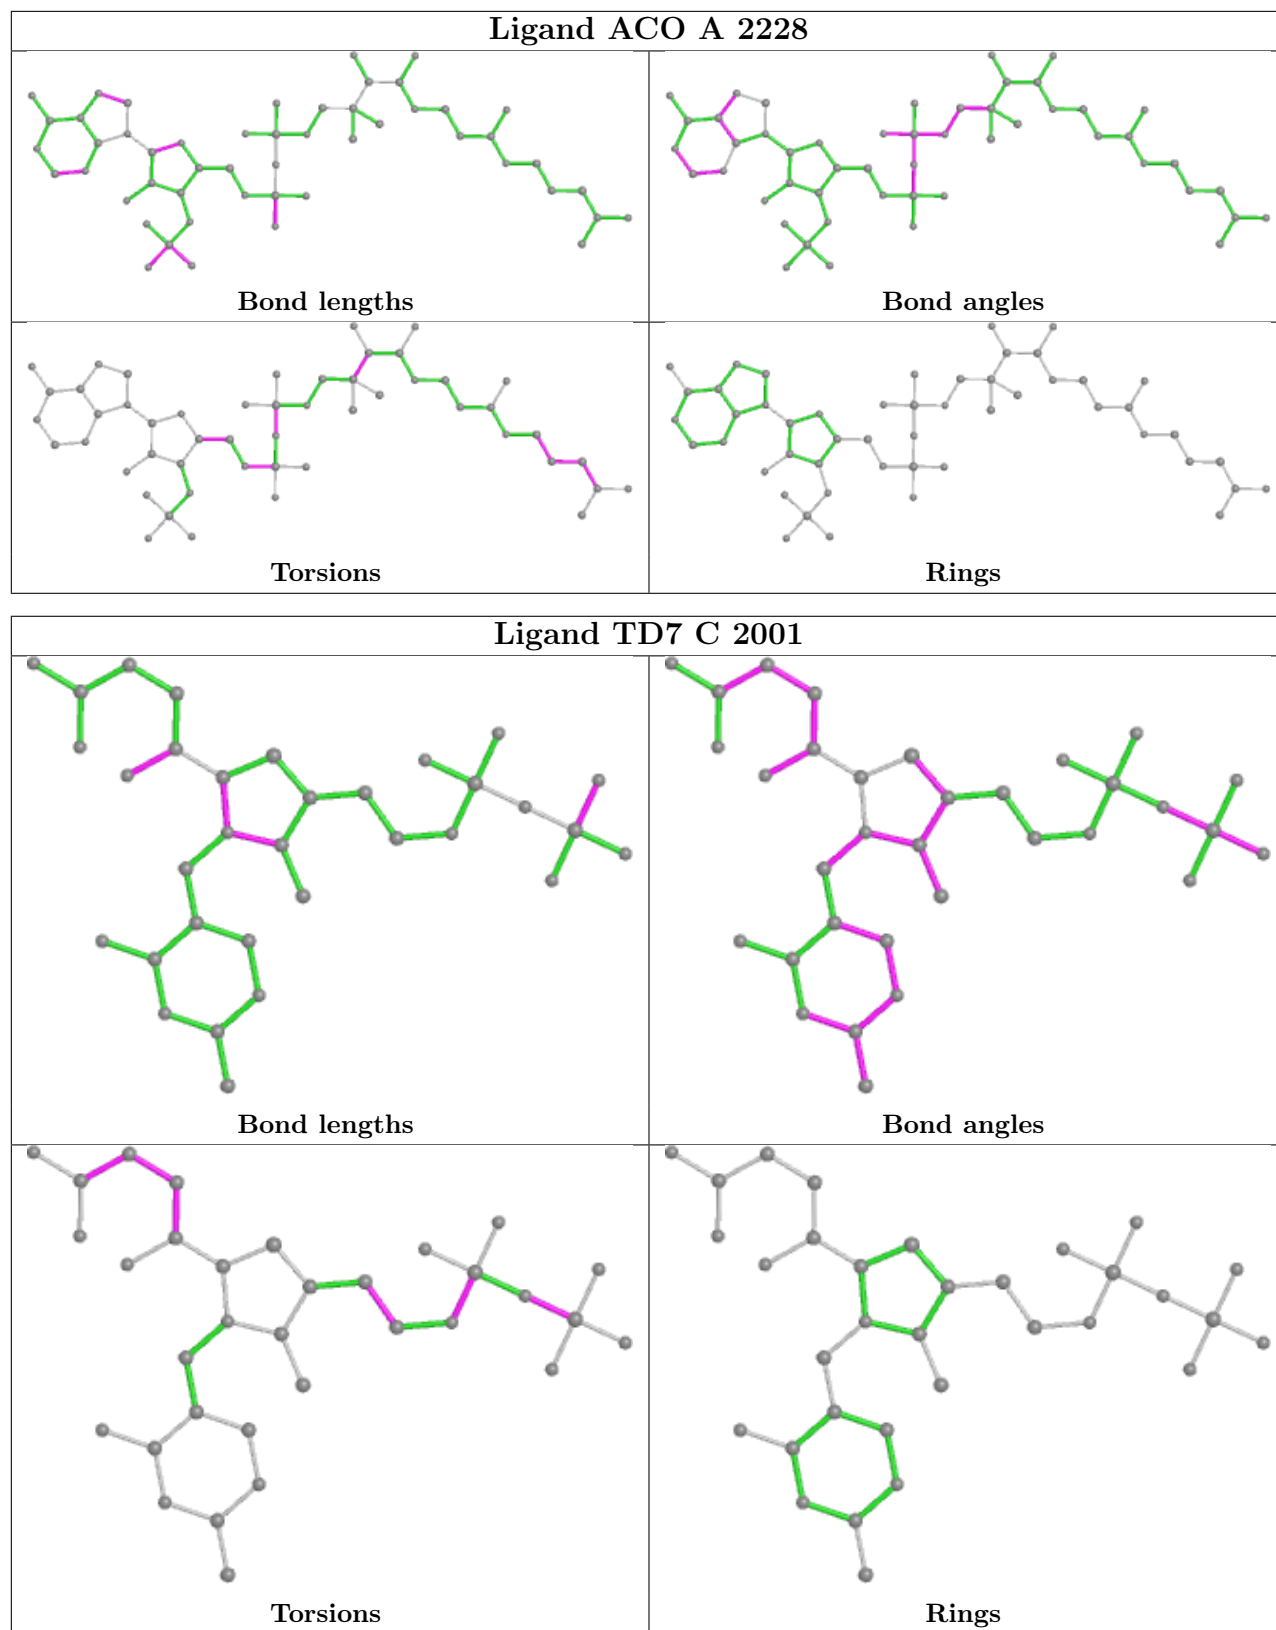 Ligand ACO A 2228
Bond lengths
Bond angles
Torsions
Rings
Ligand TD7 C 2001
Bond lengths
Bond angles
Torsions
Rings